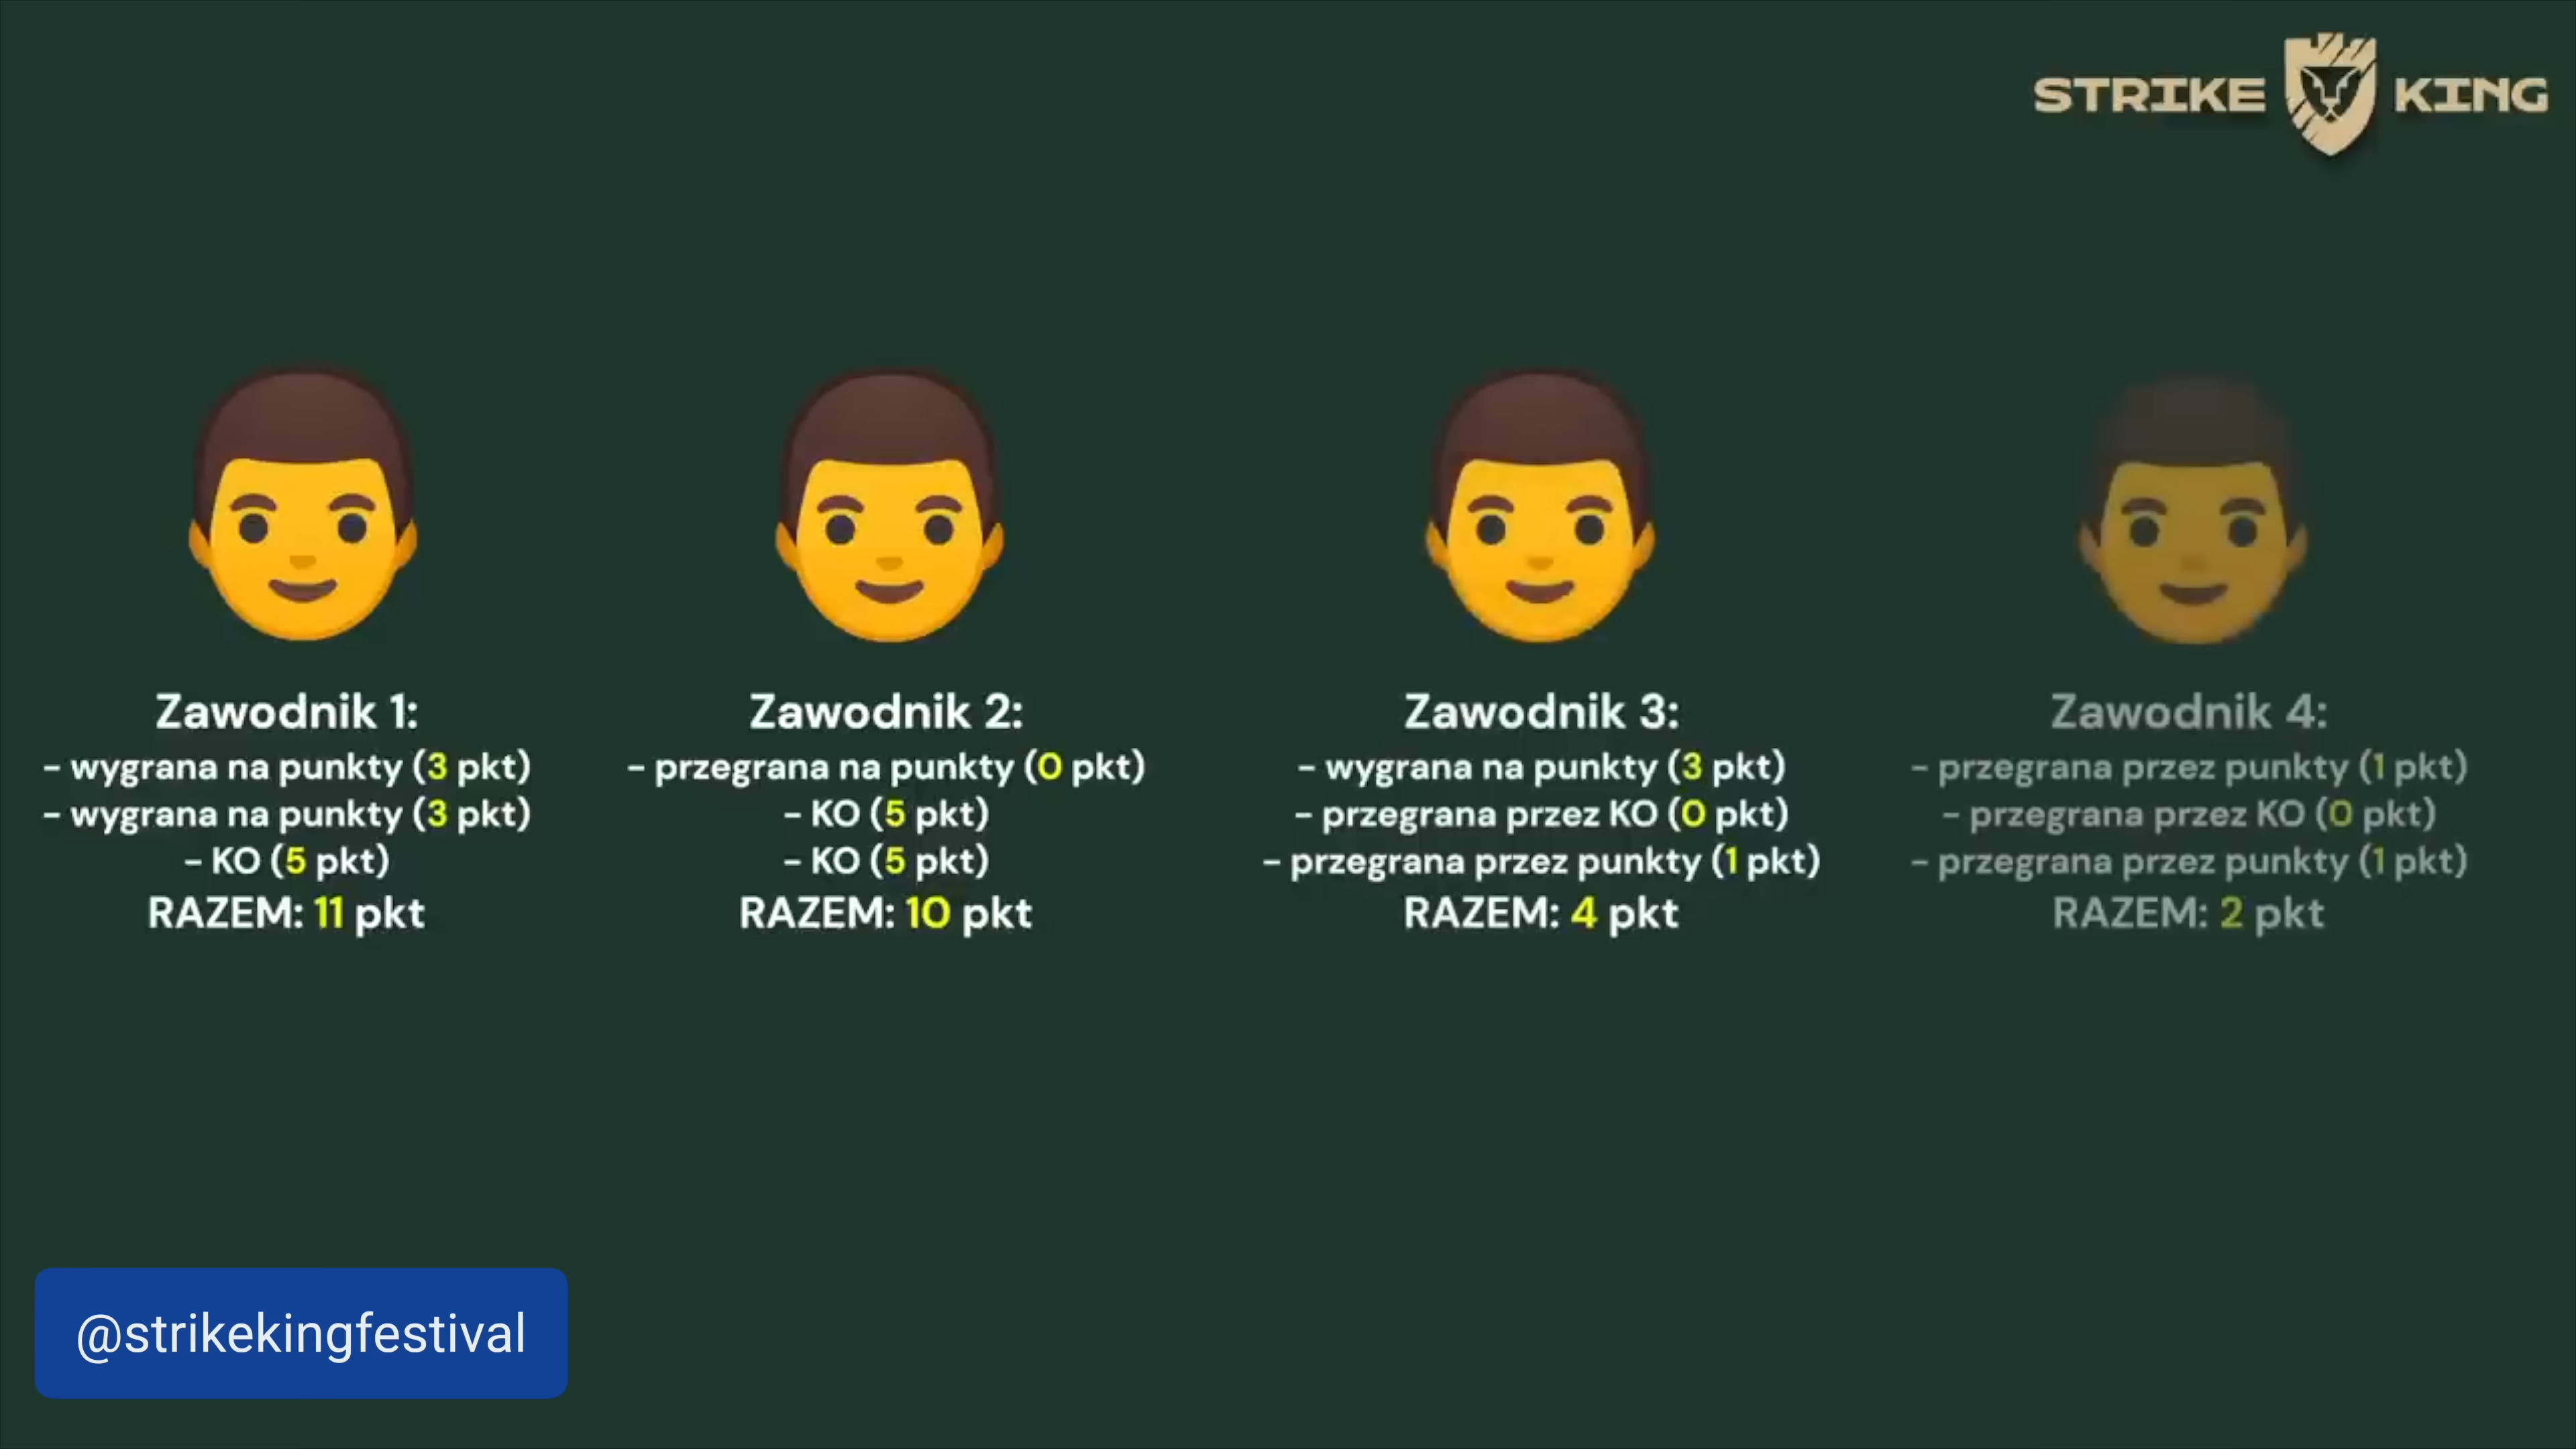 STRIKE KING
Zawodnik 1:
- wygrana na punkty (3 pkt)
- wygrana na punkty (3 pkt)
- KO (5 pkt)
RAZEM: 11 pkt
Zawodnik 2:
- przegrana na punkty (0 pkt)
- KO (5 pkt)
- KO (5 pkt)
RAZEM: 10 pkt
Zawodnik 3:
- wygrana na punkty (3 pkt)
- przegrana przez KO (0 pkt)
- przegrana przez punkty (1 pkt)
RAZEM: 4 pkt
Zawodnik 4:
- przegrana przez punkty (1 pkt)
- przegrana przez KO (0 pkt)
- przegrana przez punkty (1 pkt)
RAZEM: 2 pkt
@strikekingfestival